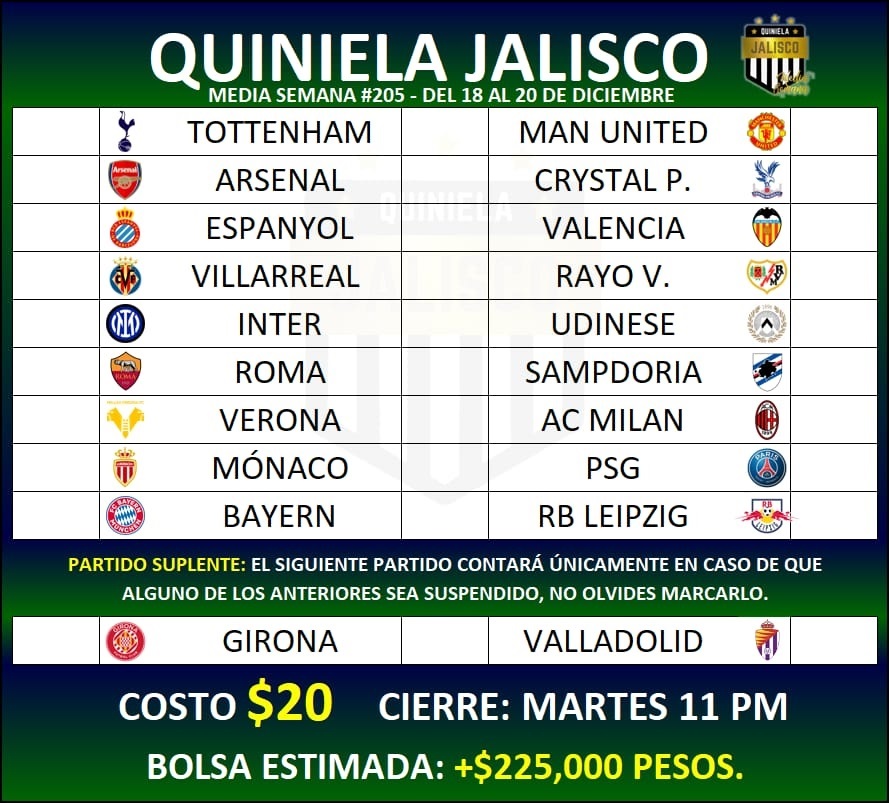 QUINIELA JALISCO
MEDIA SEMANA #205 - DEL 18 AL 20 DE DICIEMBRE
QUINIELA
JALISCO
TOTTENHAM MAN UNITED
ARSENAL CRYSTAL P.
ESPANYOL VALENCIA
VILLARREAL RAYO V.
INTER UDINESE
ROMA SAMPDORIA
VERONA AC MILAN
MÓNACO PSG
BAYERN RB LEIPZIG
QUINIELA
JALISCO
PARTIDO SUPLENTE: EL SIGUIENTE PARTIDO CONTARÁ ÚNICAMENTE EN CASO DE QUE
ALGUNO DE LOS ANTERIORES SEA SUSPENDIDO, NO OLVIDES MARCARLO.
GIRONA VALLADOLID
COSTO $20 CIERRE: MARTES 11 PM
BOLSA ESTIMADA: +$225,000 PESOS.